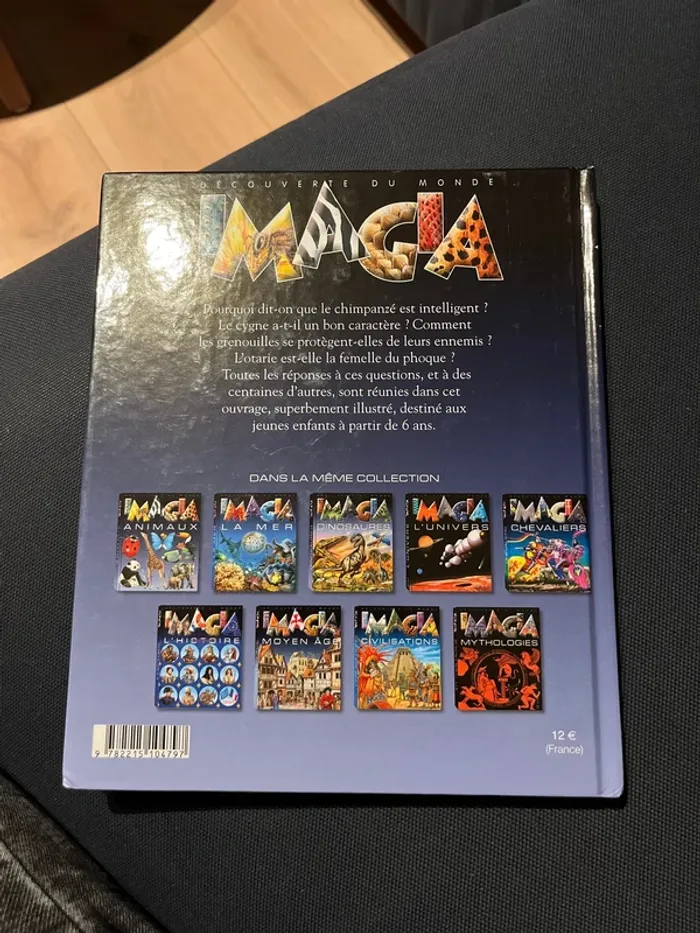 DÉCOUVERTE DU MONDE
IMAGIA
Pourquoi dit-on que le chimpanzé est intelligent ?
Le cygne a-t-il un bon caractère ? Comment
les grenouilles se protègent-elles de leurs ennemis ?
L'otarie est-elle la femelle du phoque ?
Toutes les réponses à ces questions, et à des
centaines d'autres, sont réunies dans cet
ouvrage, superbement illustré, destiné aux
jeunes enfants à partir de 6 ans.
DANS LA MÊME COLLECTION
IMAGIA
ANIMAUX
IMAGIA
LA MER
IMAGIA
DINOSAURES
IMAGIA
L'UNIVERS
IMAGIA
CHEVALIERS
IMAGIA
L'HISTOIRE
IMAGIA
MOYEN ÂGE
IMAGIA
CIVILISATIONS
IMAGIA
MYTHOLOGIES
9 782215 104797
12 €
(France)